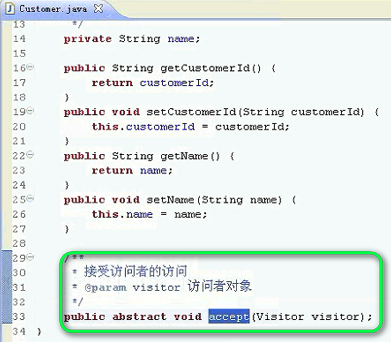 Customer.java
13 */
14 private String name;
15
16 public String getCustomerId() {
17 return customerId;
18 }
19 public void setCustomerId(String customerId) {
20 this.customerId = customerId;
21 }
22 public String getName() {
23 return name;
24 }
25 public void setName(String name) {
26 this.name = name;
27 }
28
29 /**
30 * 接受访问者的访问
31 * @param visitor 访问者对象
32 */
33 public abstract void accept(Visitor visitor);
34 }